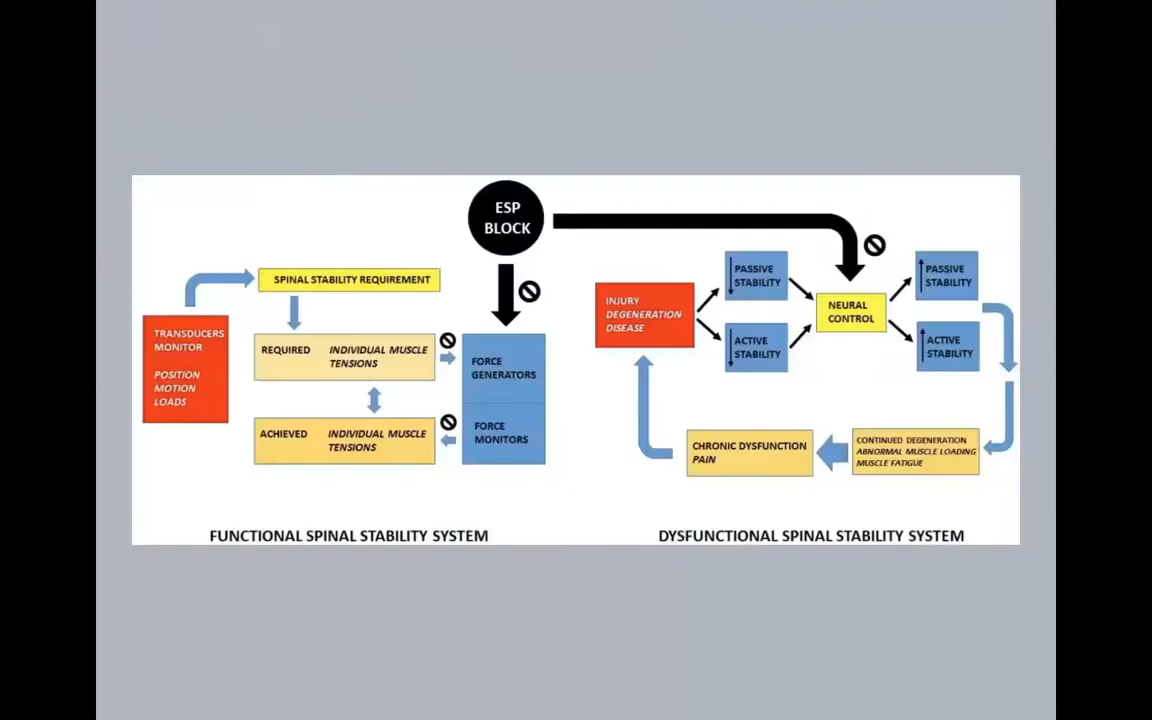 ESP
BLOCK
SPINAL STABILITY REQUIREMENT
TRANSDUCERS
MONITOR
POSITION
MOTION
LOADS
REQUIRED INDIVIDUAL MUSCLE
TENSIONS
ACHIEVED INDIVIDUAL MUSCLE
TENSIONS
FORCE
GENERATORS
FORCE
MONITORS
FUNCTIONAL SPINAL STABILITY SYSTEM
INJURY
DEGENERATION
DISEASE
PASSIVE
STABILITY
ACTIVE
STABILITY
NEURAL
CONTROL
PASSIVE
STABILITY
ACTIVE
STABILITY
CHRONIC DYSFUNCTION
PAIN
CONTINUED DEGENERATION
ABNORMAL MUSCLE LOADING
MUSCLE FATIGUE
DYSFUNCTIONAL SPINAL STABILITY SYSTEM